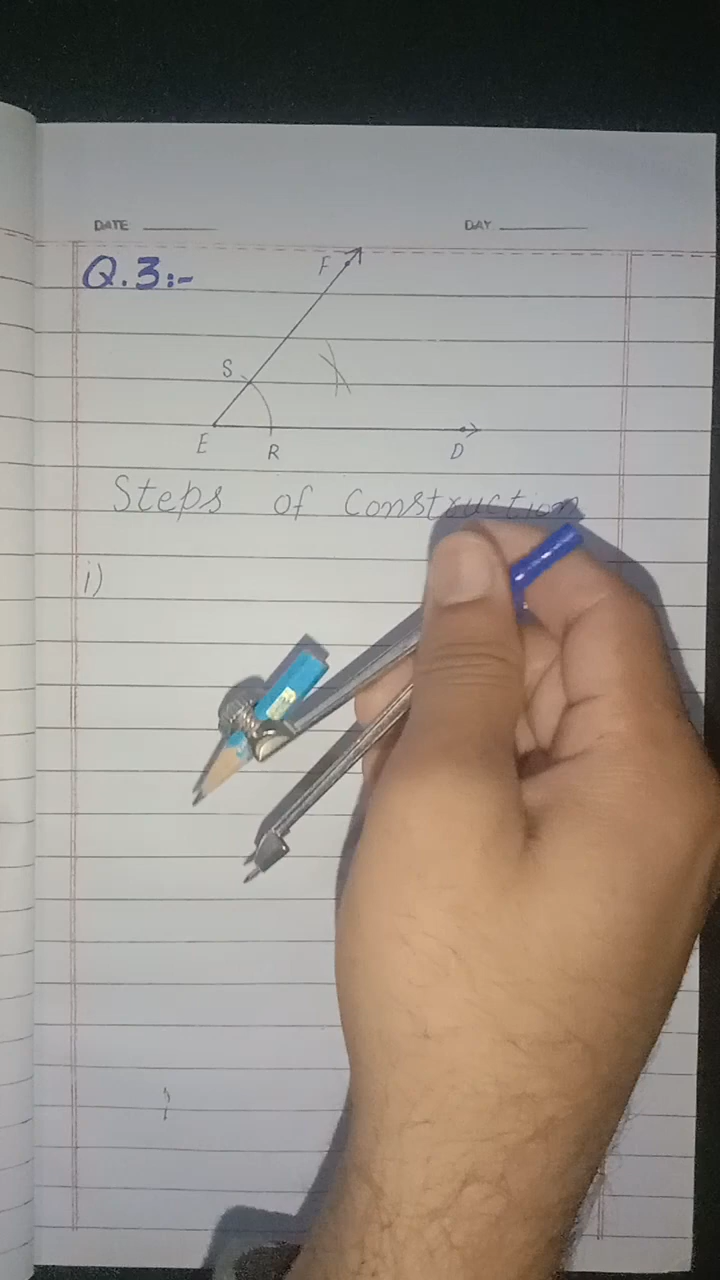 DATE DAY
Q.3:-
F
S
E R D
Steps of Construction
i)